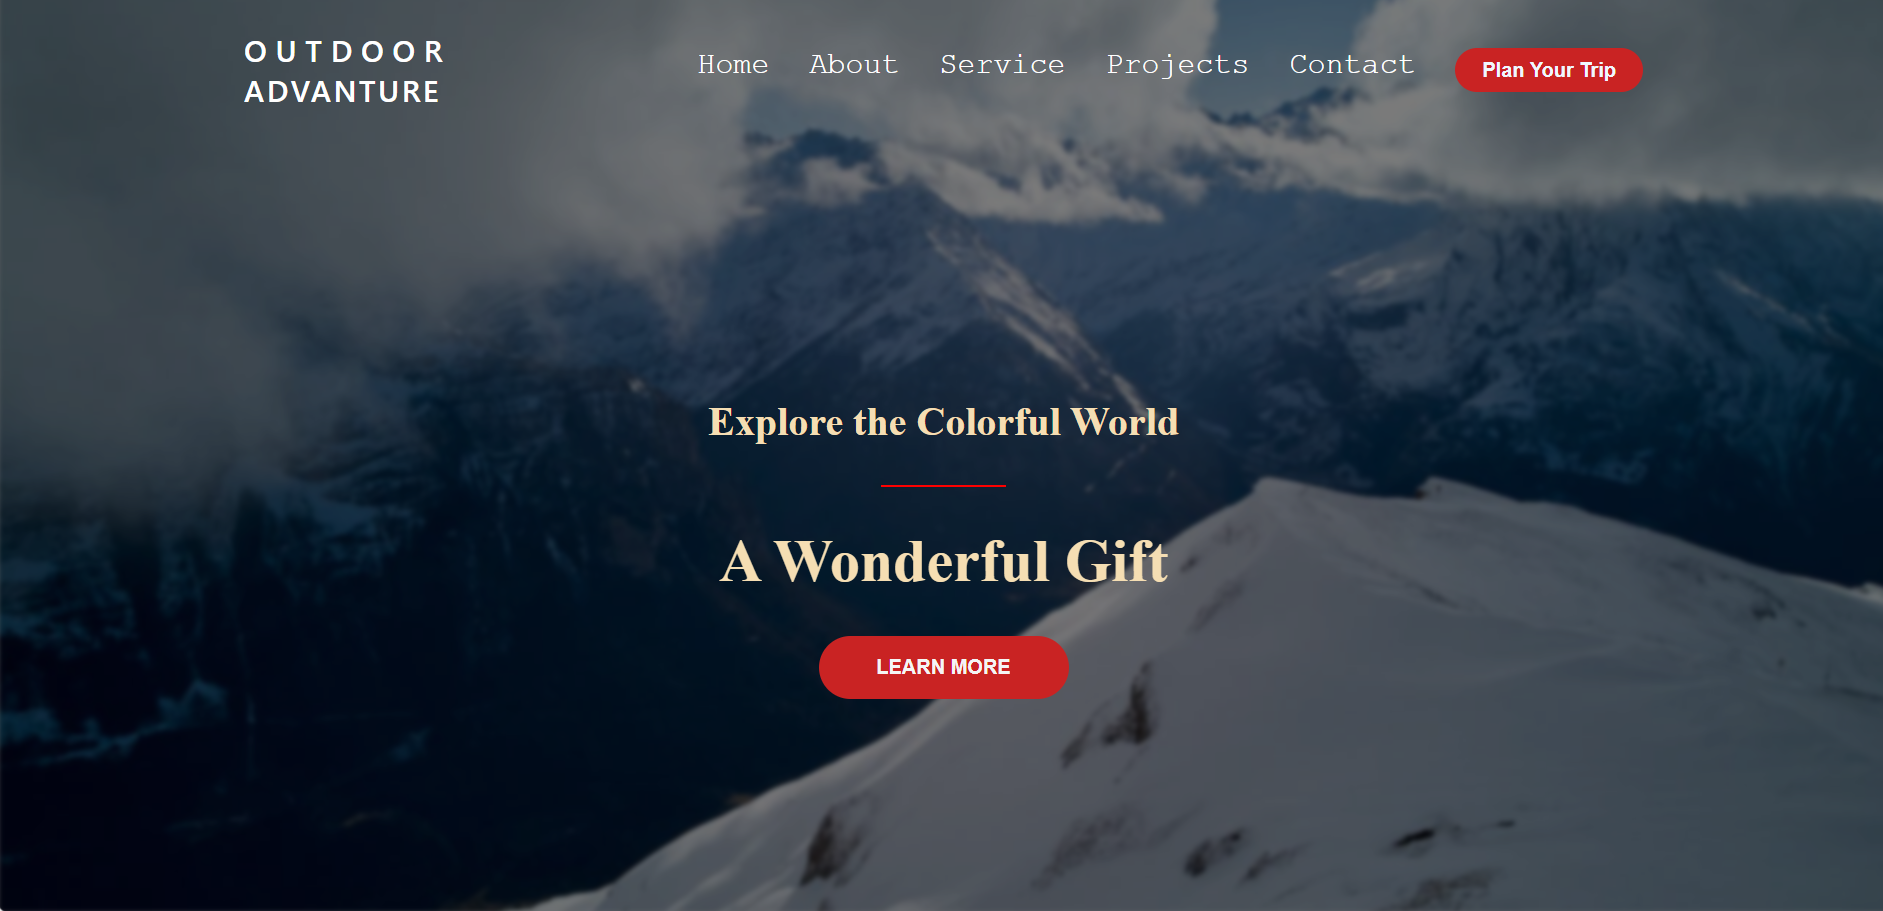 OUTDOOR
ADVANTURE
Home About Service Projects Contact Plan Your Trip
Explore the Colorful World
A Wonderful Gift
LEARN MORE